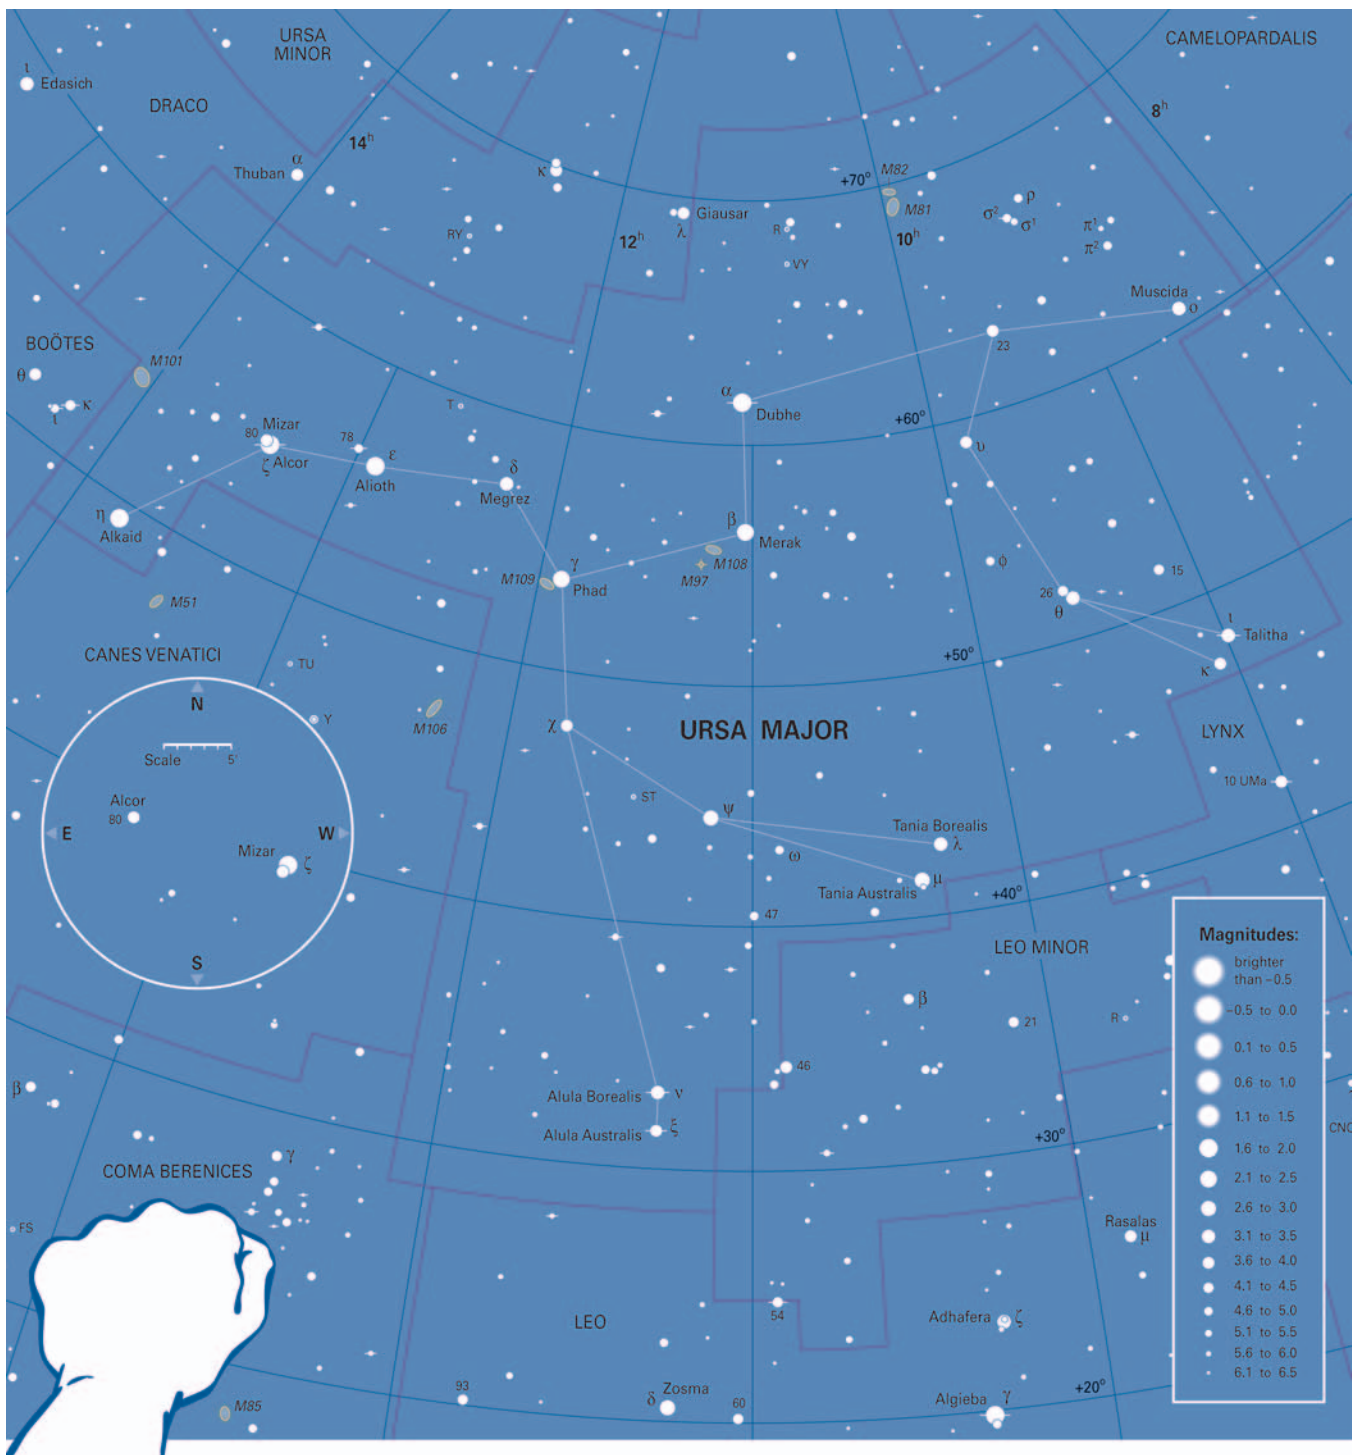 URSA
MINOR
CAMELOPARDALIS
ι
Edasich
DRACO
8h
14h
α
Thuban
κ
M82
+70°
M81
ρ
σ²
σ¹
π¹
π²
Giausar
λ
R
RY
12h
10h
VY
Muscida
ο
23
BOÖTES
M101
θ
κ
ι
α
Dubhe
T
+60°
Mizar
80
78
ζ
Alcor
ε
Alioth
δ
Megrez
υ
η
Alkaid
β
Merak
γ
M109
Phad
M108
M97
φ
15
26
θ
M51
ι
Talitha
CANES VENATICI
TU
+50°
κ
N
Y
M106
χ
URSA MAJOR
LYNX
Scale 5'
10 UMa
Alcor
80
ST
ψ
E
W
Tania Borealis
λ
Mizar
ζ
ω
μ
Tania Australis
+40°
47
S
LEO MINOR
Magnitudes:
brighter
than −0.5
−0.5 to 0.0
0.1 to 0.5
0.6 to 1.0
1.1 to 1.5
1.6 to 2.0
2.1 to 2.5
2.6 to 3.0
3.1 to 3.5
3.6 to 4.0
4.1 to 4.5
4.6 to 5.0
5.1 to 5.5
5.6 to 6.0
6.1 to 6.5
β
21
R
46
β
Alula Borealis
ν
Alula Australis
ξ
+30°
CNC
COMA BERENICES
γ
FS
Rasalas
μ
LEO
54
Adhafera
ζ
M85
93
δ
Zosma
60
Algieba
γ
+20°